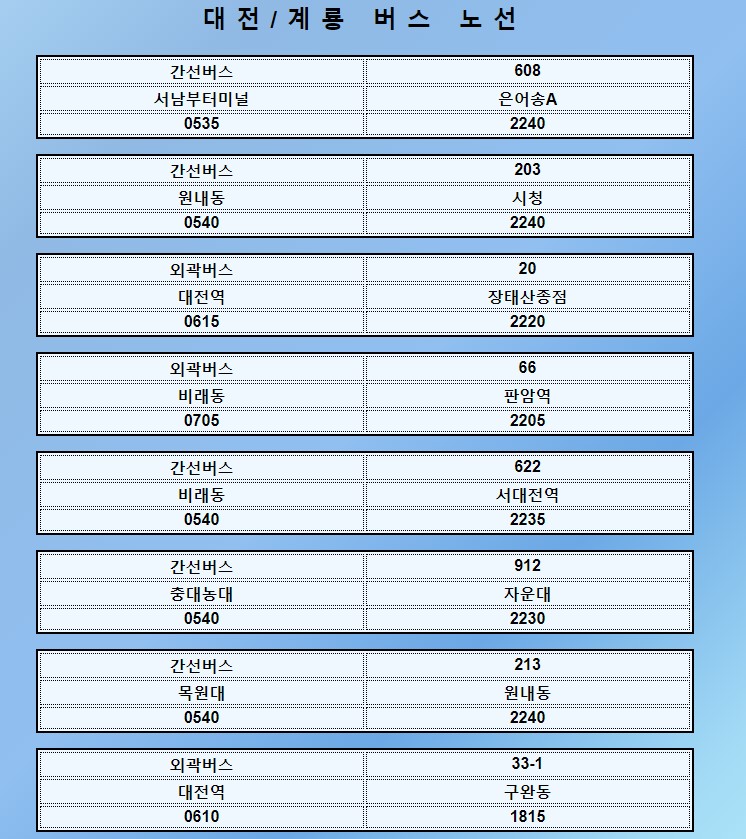 대전/계룡 버스 노선
간선버스 608
서남부터미널 은어송A
0535 2240
간선버스 203
원내동 시청
0540 2240
외곽버스 20
대전역 장태산종점
0615 2220
외곽버스 66
비래동 판암역
0705 2205
간선버스 622
비래동 서대전역
0540 2235
간선버스 912
충대농대 자운대
0540 2230
간선버스 213
목원대 원내동
0540 2240
외곽버스 33-1
대전역 구완동
0610 1815